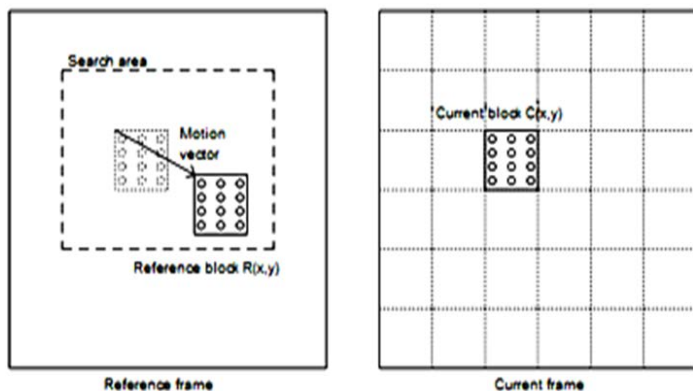 Search area
Motion
vector
Reference block R(x,y)
Reference frame
'Current' block C(x,y)
Current frame